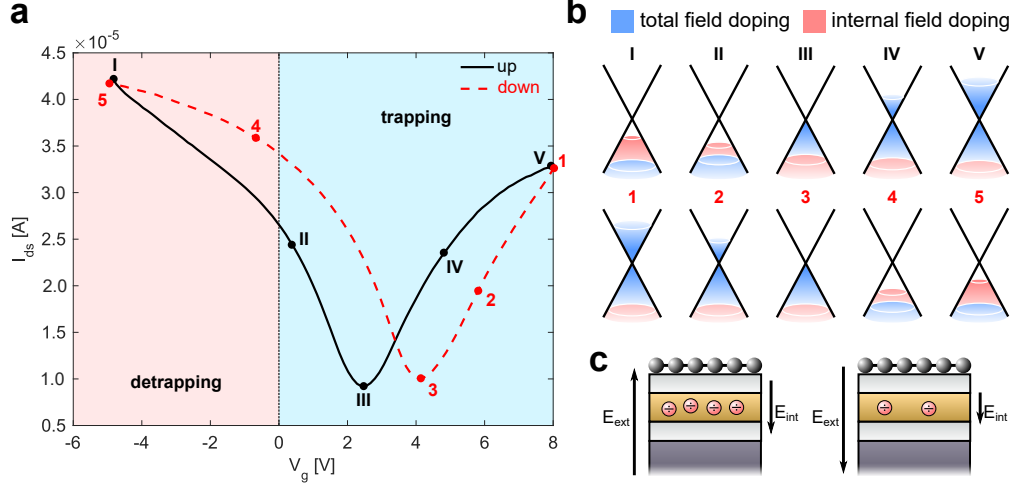 a
×10⁻⁵
4.5
4.0
3.5
3.0
2.5
2.0
1.5
1.0
0.5
I_ds [A]
-6
-4
-2
0
2
4
6
8
V_g [V]
up
down
trapping
detrapping
I
II
III
IV
V
1
2
3
4
5
b
total field doping
internal field doping
I II III IV V
1 2 3 4 5
c
E_ext
E_int
E_ext
E_int